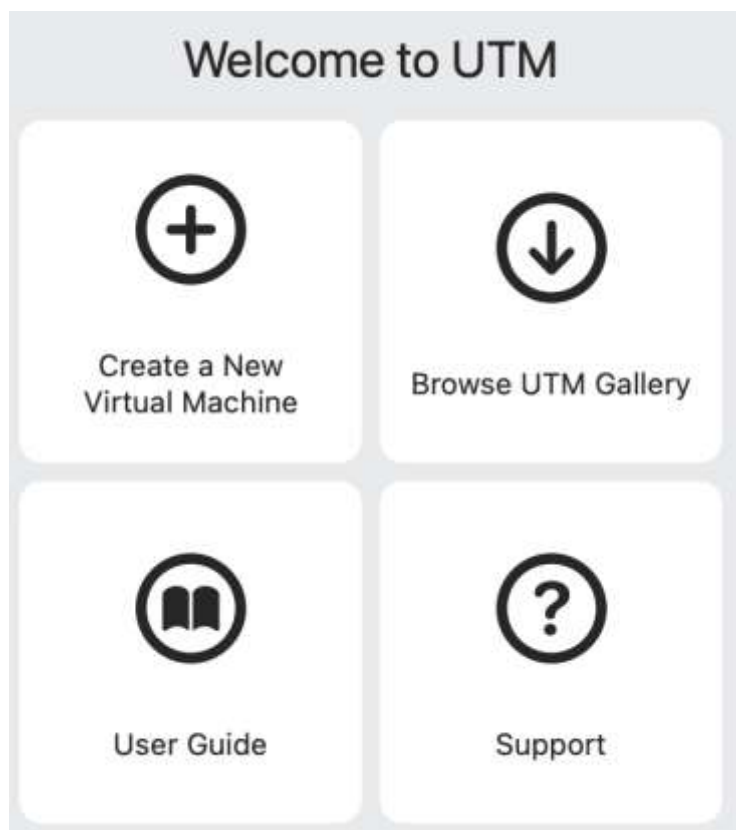 Welcome to UTM
Create a New
Virtual Machine
Browse UTM Gallery
User Guide
Support